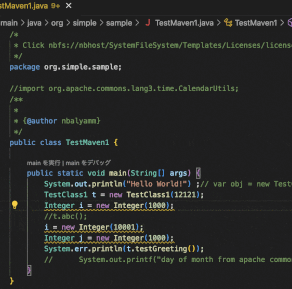 TestMaven1.java 9+
main > java > org > simple > sample > TestMaven1.java > TestMaven1 >
/*
* Click nbfs://nbhost/SystemFileSystem/Templates/Licenses/license
*/
package org.simple.sample;
//import org.apache.commons.lang3.time.CalendarUtils;
/**
*
* {@author nbalyamm}
*/
public class TestMaven1 {
main を実行 | main をデバッグ
public static void main(String[] args) {
System.out.println("Hello World!") ;// var obj = new Test
TestClass1 t = new TestClass1(12121);
Integer i = new Integer(1000);
//t.abc();
i = new Integer(10001);
Integer j = new Integer(1000);
System.err.println(t.testGreeting());
// System.out.printf("day of month from apache commo
}
}